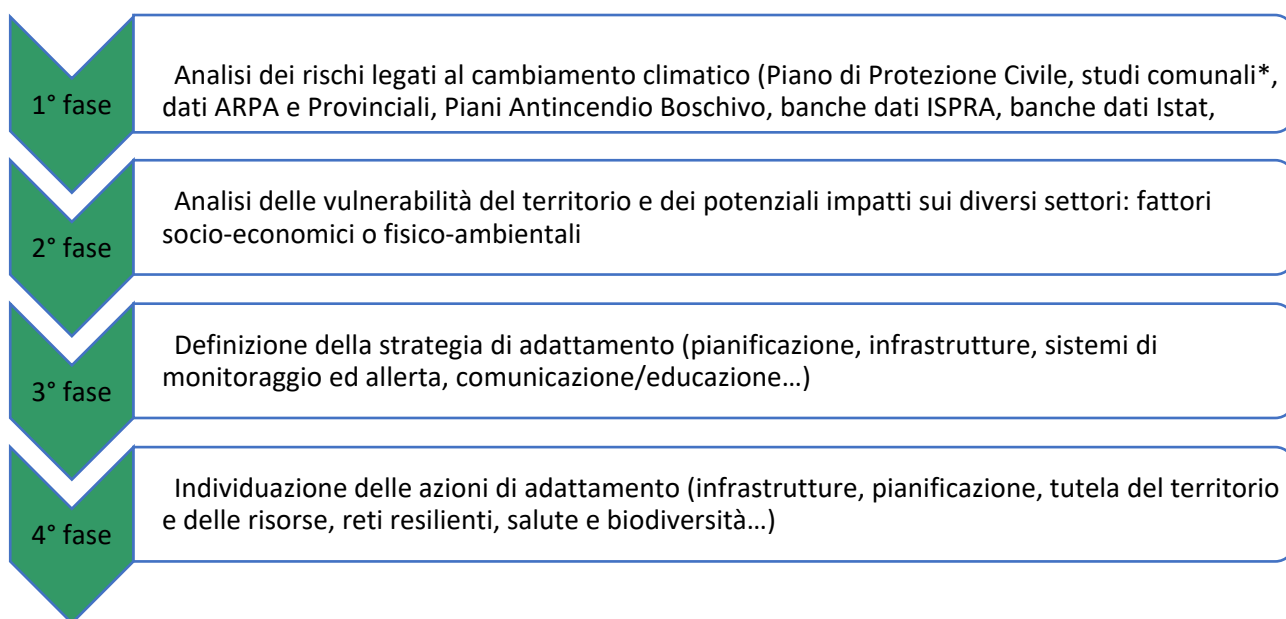 1° fase
Analisi dei rischi legati al cambiamento climatico (Piano di Protezione Civile, studi comunali*,
dati ARPA e Provinciali, Piani Antincendio Boschivo, banche dati ISPRA, banche dati Istat,
2° fase
Analisi delle vulnerabilità del territorio e dei potenziali impatti sui diversi settori: fattori
socio-economici o fisico-ambientali
3° fase
Definizione della strategia di adattamento (pianificazione, infrastrutture, sistemi di
monitoraggio ed allerta, comunicazione/educazione…)
4° fase
Individuazione delle azioni di adattamento (infrastrutture, pianificazione, tutela del territorio
e delle risorse, reti resilienti, salute e biodiversità…)